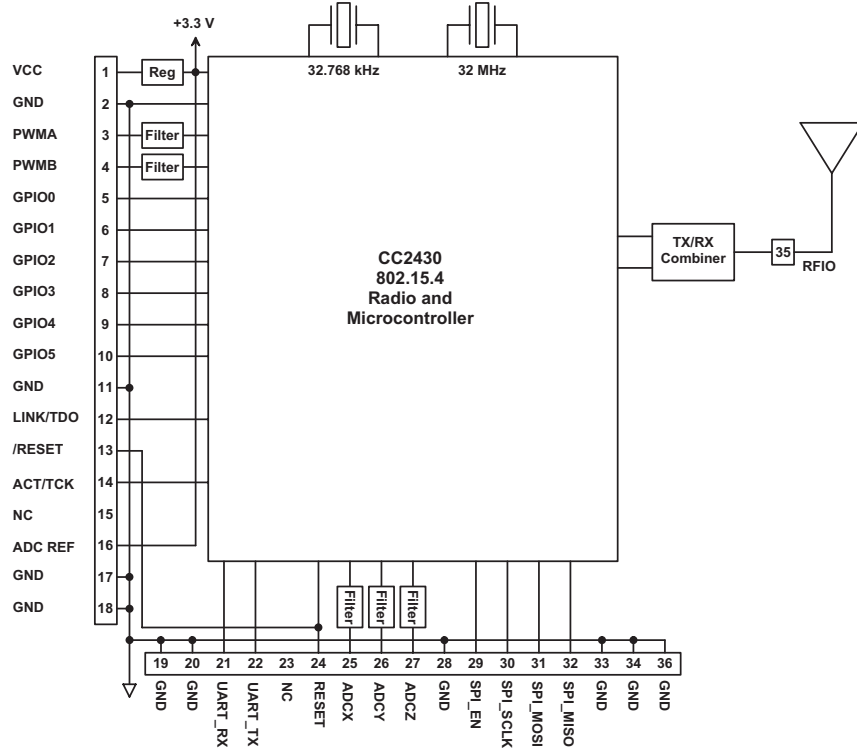 +3.3 V
32.768 kHz
32 MHz
VCC 1 Reg
GND 2
PWMA 3 Filter
PWMB 4 Filter
GPIO0 5
GPIO1 6
GPIO2 7
GPIO3 8
GPIO4 9
GPIO5 10
GND 11
LINK/TDO 12
/RESET 13
ACT/TCK 14
NC 15
ADC REF 16
GND 17
GND 18
CC2430
802.15.4
Radio and
Microcontroller
TX/RX
Combiner
35
RFIO
Filter
Filter
Filter
19 20 21 22 23 24 25 26 27 28 29 30 31 32 33 34 36
GND
GND
UART_RX
UART_TX
NC
RESET
ADCX
ADCY
ADCZ
GND
SPI_EN
SPI_SCLK
SPI_MOSI
SPI_MISO
GND
GND
GND